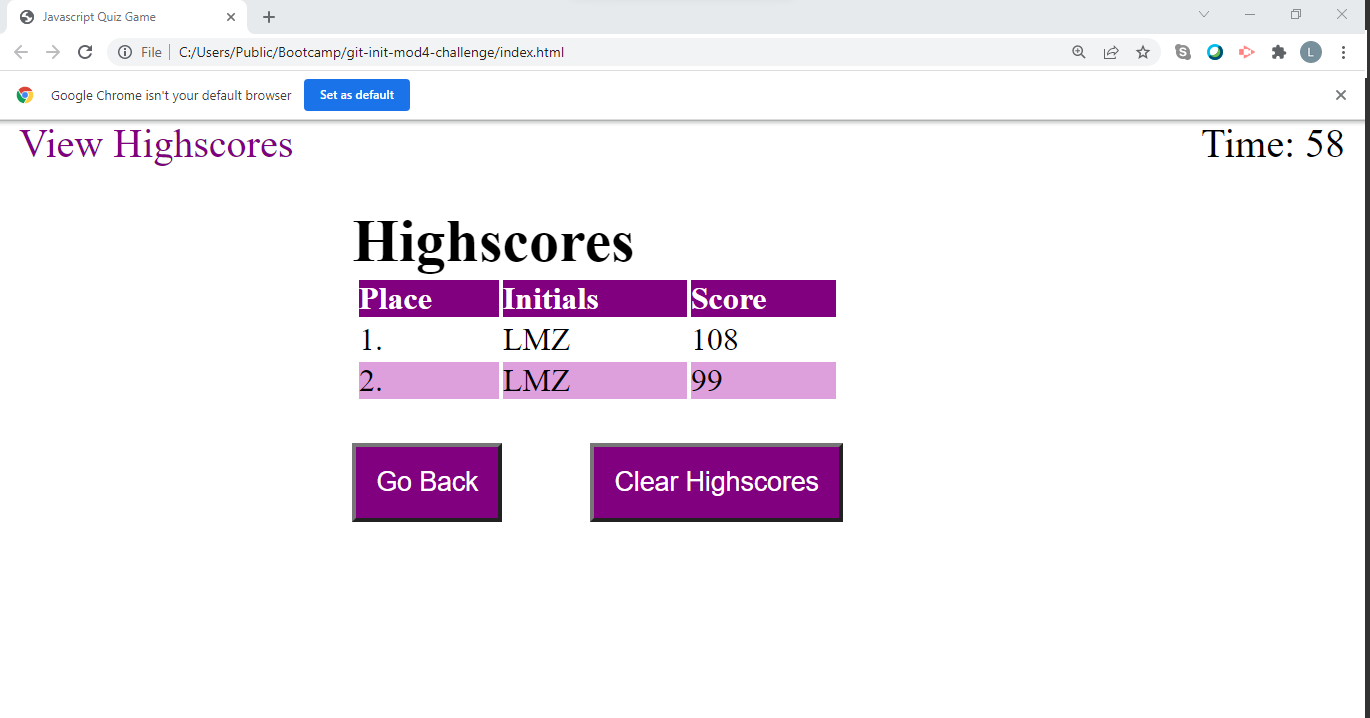 Javascript Quiz Game
File C:/Users/Public/Bootcamp/git-init-mod4-challenge/index.html
L
Google Chrome isn't your default browser Set as default
View Highscores Time: 58
Highscores
Place Initials Score
1. LMZ 108
2. LMZ 99
Go Back Clear Highscores